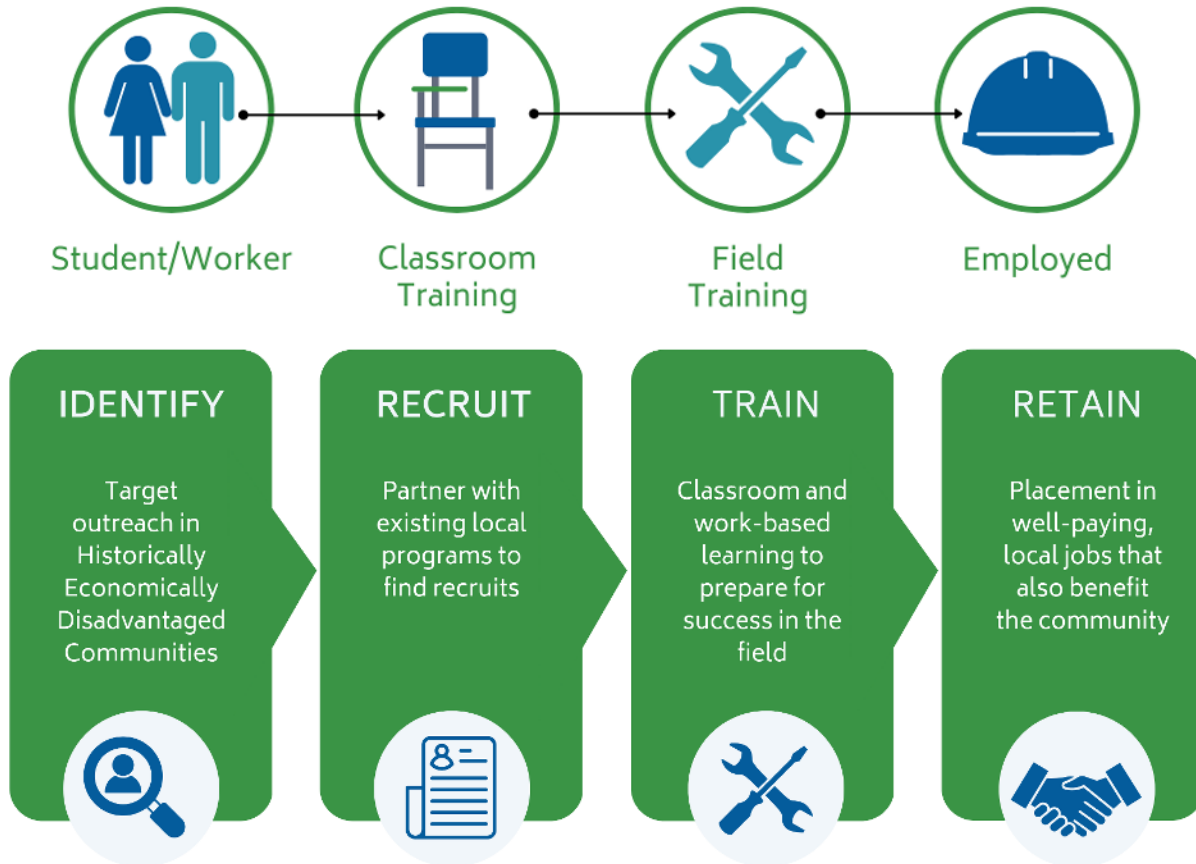 Student/Worker
Classroom
Training
Field
Training
Employed
IDENTIFY
Target
outreach in
Historically
Economically
Disadvantaged
Communities
RECRUIT
Partner with
existing local
programs to
find recruits
TRAIN
Classroom and
work-based
learning to
prepare for
success in the
field
RETAIN
Placement in
well-paying,
local jobs that
also benefit
the community